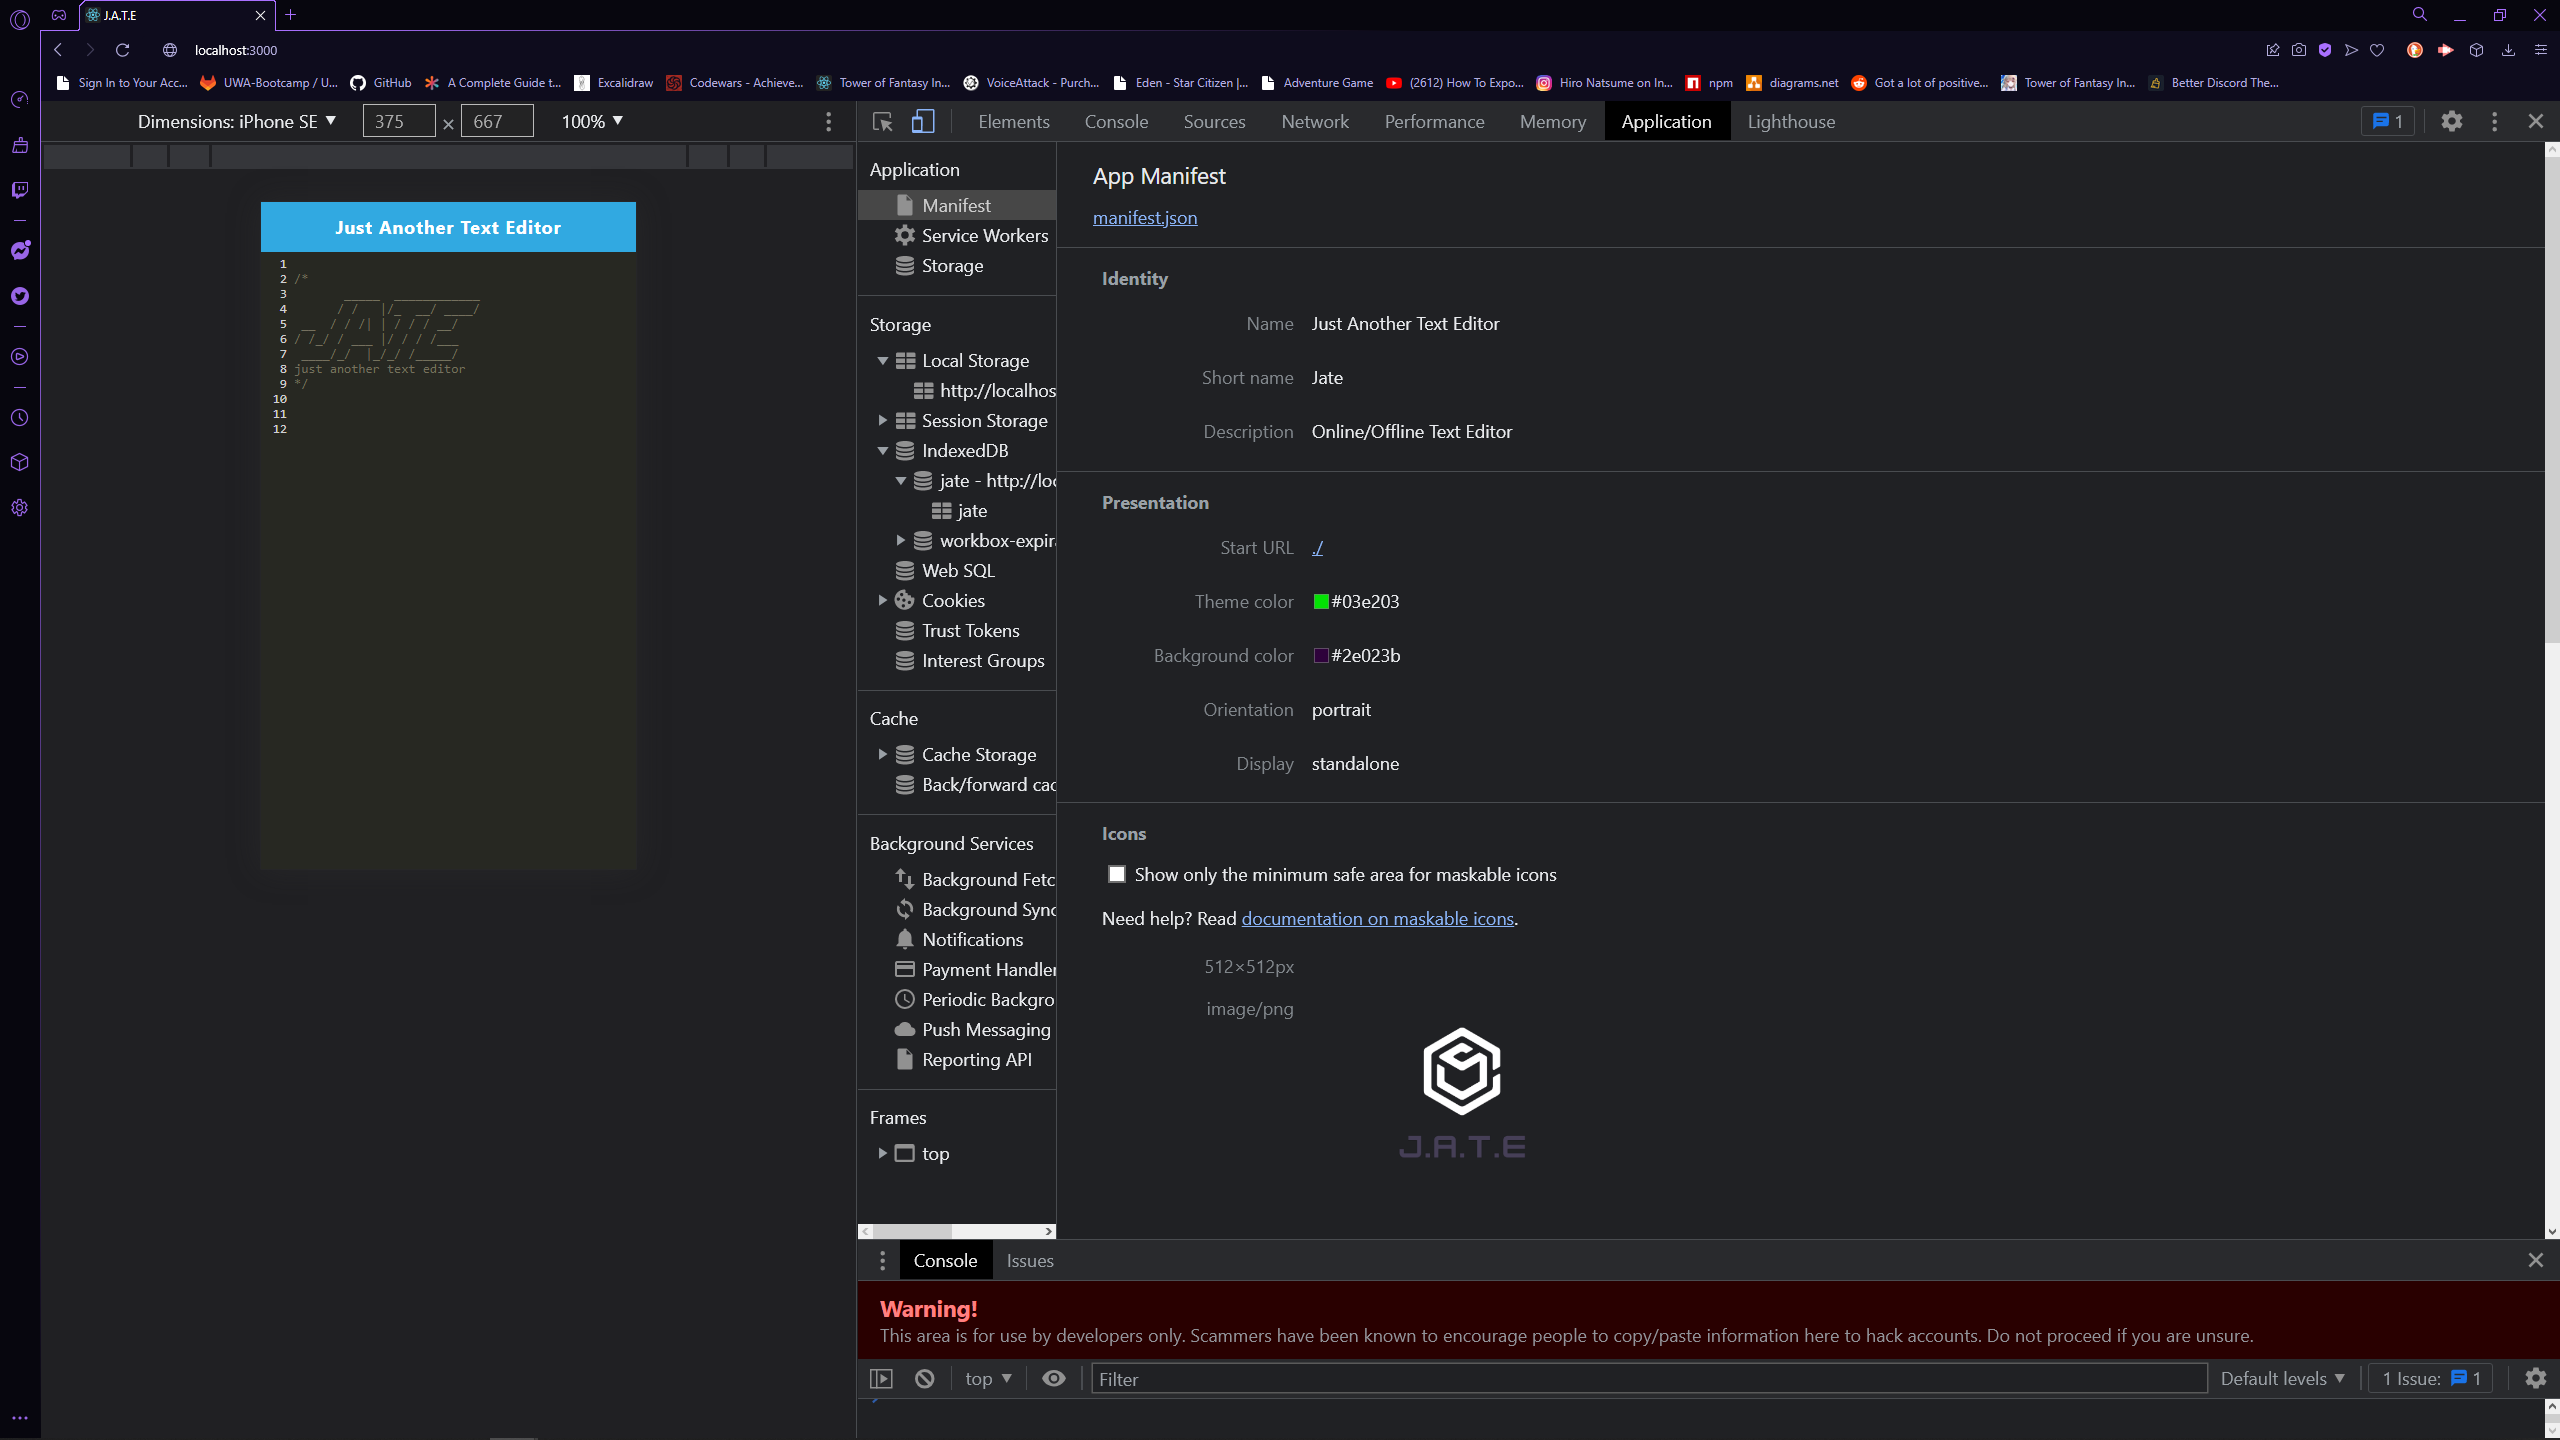 J.A.T.E
localhost:3000
Sign In to Your Acc... UWA-Bootcamp / U... GitHub A Complete Guide t... Excalidraw Codewars - Achieve... Tower of Fantasy In... VoiceAttack - Purch... Eden - Star Citizen |... Adventure Game (2612) How To Expo... Hiro Natsume on In... npm diagrams.net Got a lot of positive... Tower of Fantasy In... Better Discord The...
Dimensions: iPhone SE ▼ 375 × 667 100% ▼
Elements Console Sources Network Performance Memory Application Lighthouse 1
Just Another Text Editor
1
2 /*
3
4
5
6
7
8 just another text editor
9 */
10
11
12
Application
Manifest
Service Workers
Storage
Storage
Local Storage
http://localhos
Session Storage
IndexedDB
jate - http://loc
jate
workbox-expira
Web SQL
Cookies
Trust Tokens
Interest Groups
Cache
Cache Storage
Back/forward cac
Background Services
Background Fetc
Background Sync
Notifications
Payment Handler
Periodic Backgro
Push Messaging
Reporting API
Frames
top
App Manifest
manifest.json
Identity
Name Just Another Text Editor
Short name Jate
Description Online/Offline Text Editor
Presentation
Start URL ./
Theme color #03e203
Background color #2e023b
Orientation portrait
Display standalone
Icons
Show only the minimum safe area for maskable icons
Need help? Read documentation on maskable icons.
512×512px
image/png
J.A.T.E
Console Issues
Warning!
This area is for use by developers only. Scammers have been known to encourage people to copy/paste information here to hack accounts. Do not proceed if you are unsure.
top ▼ Filter Default levels ▼ 1 Issue: 1